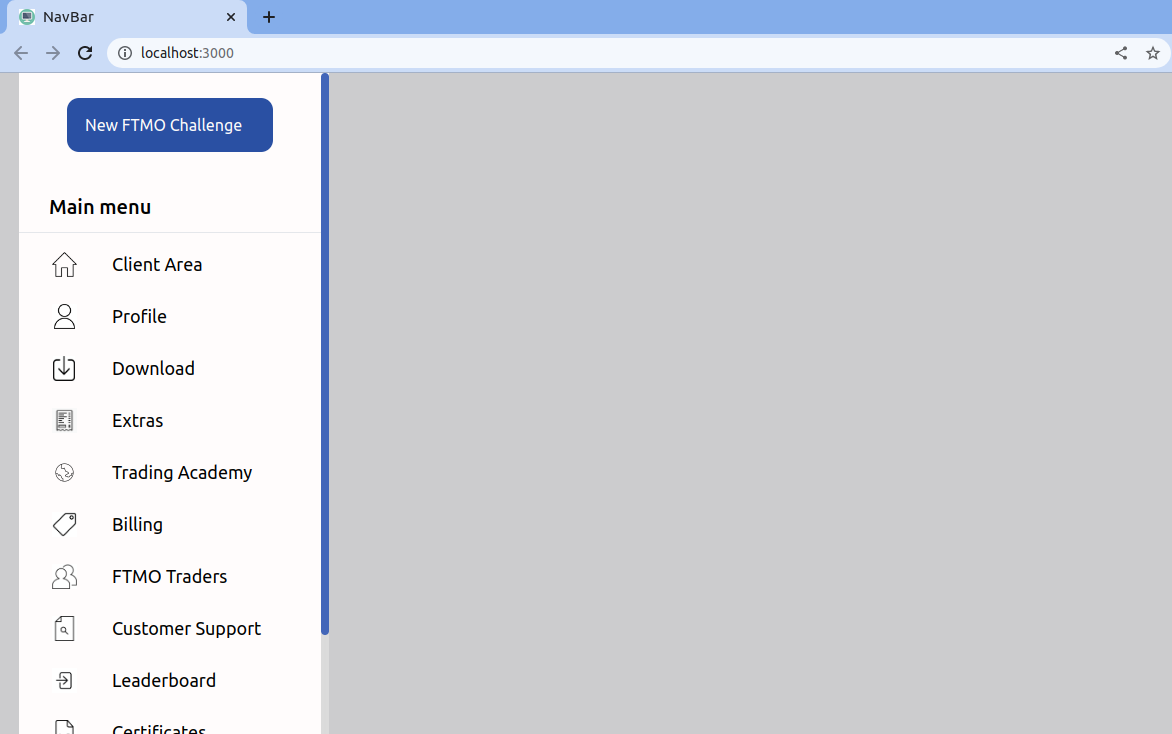 NavBar
localhost:3000
New FTMO Challenge
Main menu
Client Area
Profile
Download
Extras
Trading Academy
Billing
FTMO Traders
Customer Support
Leaderboard
Certificates